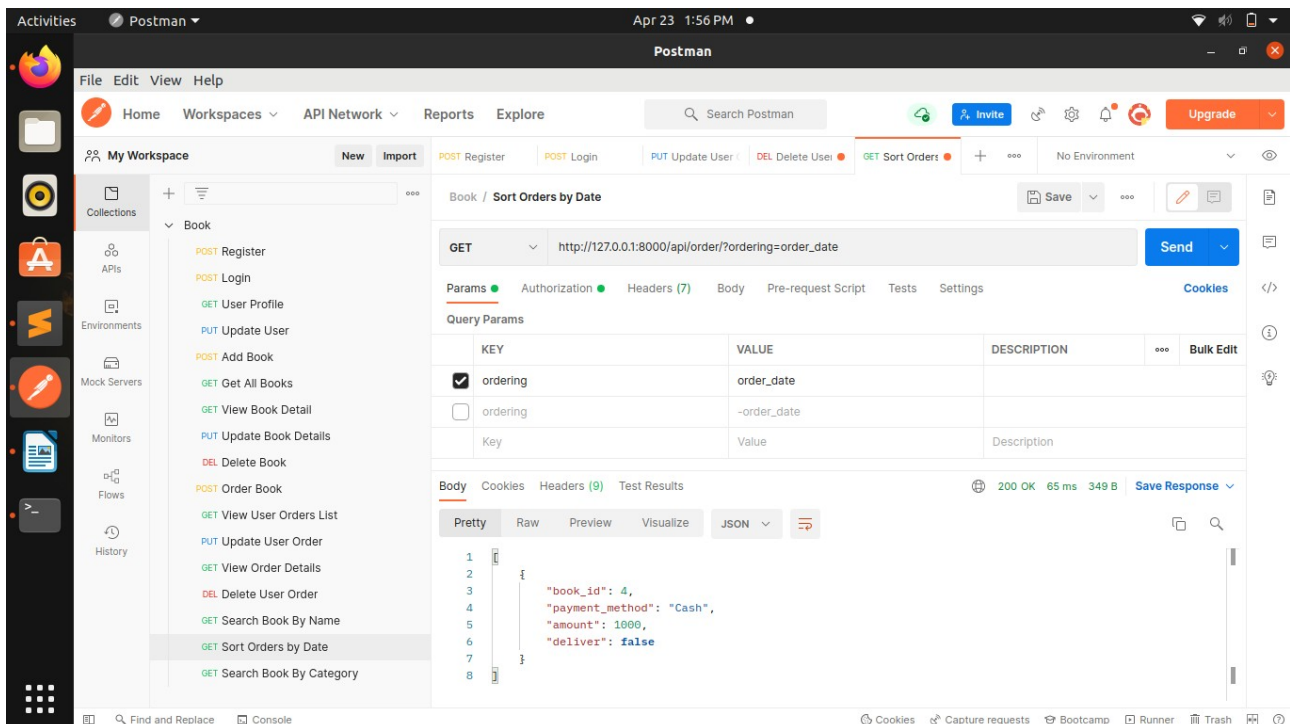 Activities Postman Apr 23 1:56 PM
Postman
File Edit View Help
Home Workspaces API Network Reports Explore Search Postman Invite Upgrade
My Workspace New Import POST Register POST Login PUT Update User DEL Delete User GET Sort Orders No Environment
Collections
APIs
Environments
Mock Servers
Monitors
Flows
History
Book
POST Register
POST Login
GET User Profile
PUT Update User
POST Add Book
GET Get All Books
GET View Book Detail
PUT Update Book Details
DEL Delete Book
POST Order Book
GET View User Orders List
PUT Update User Order
GET View Order Details
DEL Delete User Order
GET Search Book By Name
GET Sort Orders by Date
GET Search Book By Category
Book / Sort Orders by Date Save
GET http://127.0.0.1:8000/api/order/?ordering=order_date Send
Params Authorization Headers (7) Body Pre-request Script Tests Settings Cookies
Query Params
KEY VALUE DESCRIPTION Bulk Edit
ordering order_date
ordering -order_date
Key Value Description
Body Cookies Headers (9) Test Results 200 OK 65 ms 349 B Save Response
Pretty Raw Preview Visualize JSON
1 [
2 {
3 "book_id": 4,
4 "payment_method": "Cash",
5 "amount": 1000,
6 "deliver": false
7 }
8 ]
Find and Replace Console Cookies Capture requests Bootcamp Runner Trash